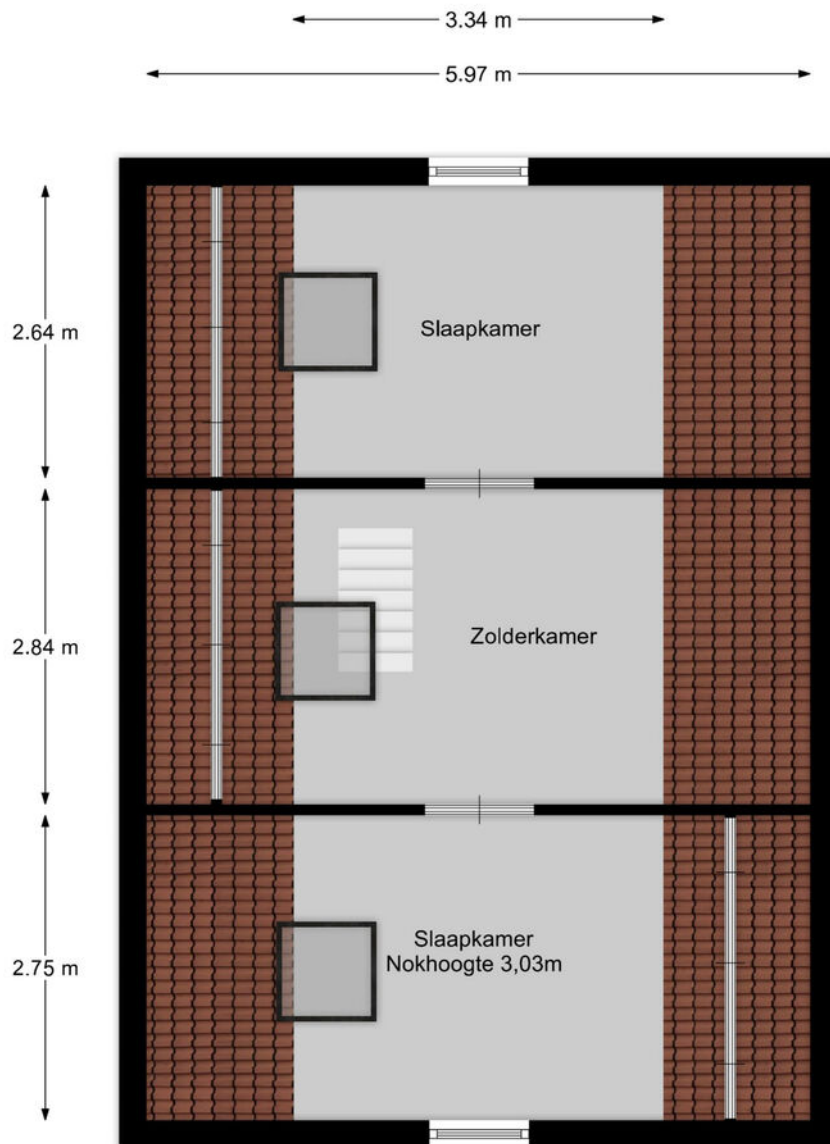 3.34 m
5.97 m
2.64 m
Slaapkamer
2.84 m
Zolderkamer
2.75 m
Slaapkamer
Nokhoogte 3,03m